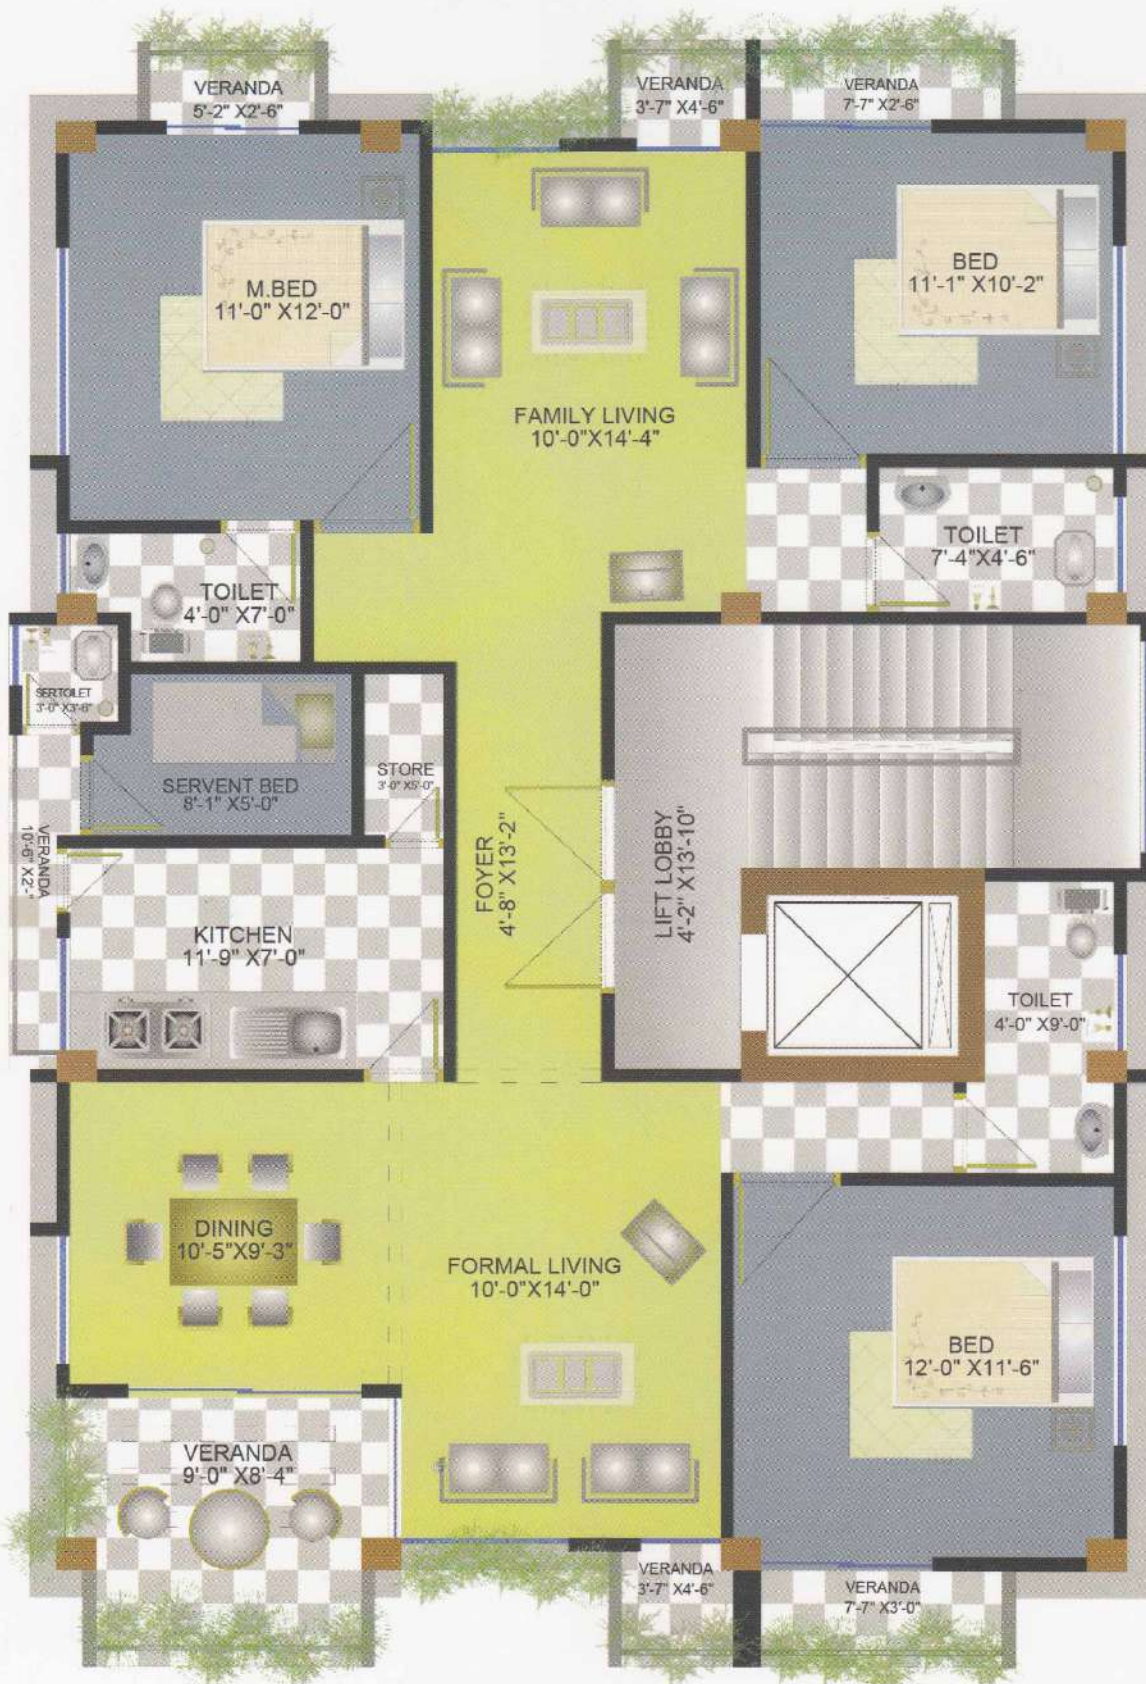 VERANDA
5'-2" X2'-6"
VERANDA
3'-7" X4'-6"
VERANDA
7'-7" X2'-6"
M.BED
11'-0" X12'-0"
BED
11'-1" X10'-2"
FAMILY LIVING
10'-0"X14'-4"
TOILET
4'-0" X7'-0"
TOILET
7'-4"X4'-6"
SERTOILET
3'-0" X3'-6"
SERVENT BED
8'-1" X5'-0"
STORE
3'-0" X5'-0"
VERANDA
10'-6" X2'-"
FOYER
4'-8" X13'-2"
LIFT LOBBY
4'-2" X13'-10"
KITCHEN
11'-9" X7'-0"
TOILET
4'-0" X9'-0"
DINING
10'-5"X9'-3"
FORMAL LIVING
10'-0"X14'-0"
BED
12'-0" X11'-6"
VERANDA
9'-0" X8'-4"
VERANDA
3'-7" X4'-6"
VERANDA
7'-7" X3'-0"